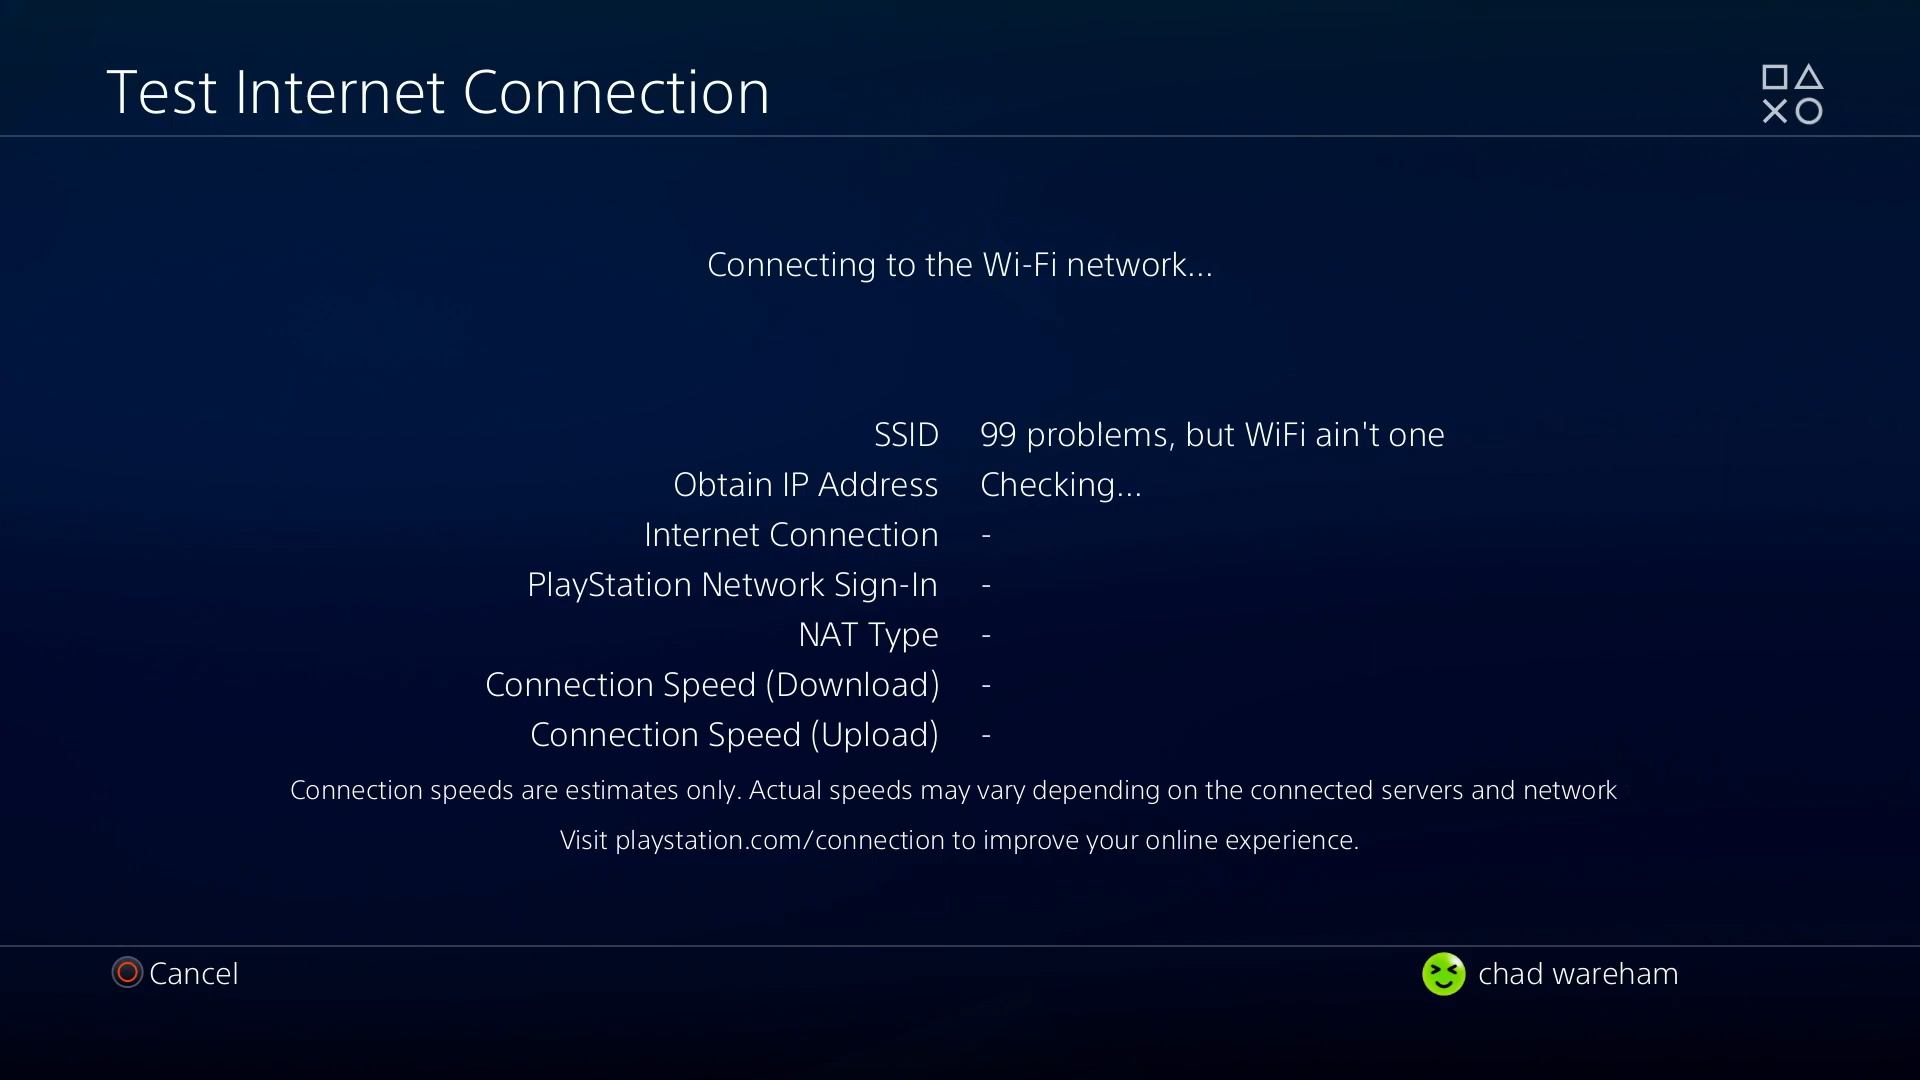 Test Internet Connection
Connecting to the Wi-Fi network...
SSID 99 problems, but WiFi ain't one
Obtain IP Address Checking...
Internet Connection -
PlayStation Network Sign-In -
NAT Type -
Connection Speed (Download) -
Connection Speed (Upload) -
Connection speeds are estimates only. Actual speeds may vary depending on the connected servers and network
Visit playstation.com/connection to improve your online experience.
Cancel
chad wareham